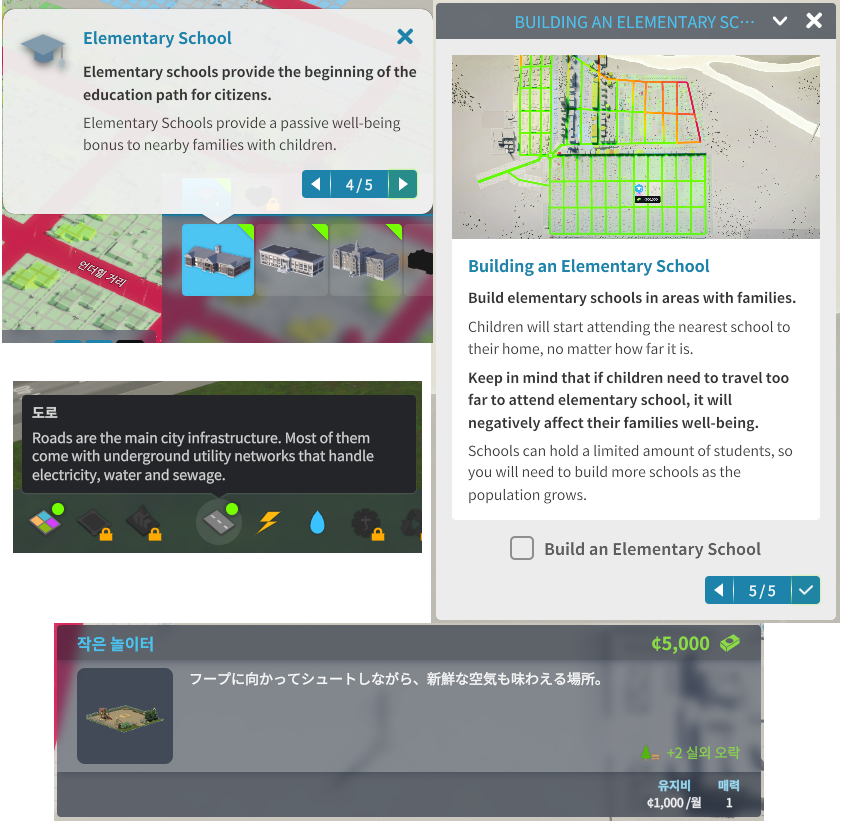 Elementary School
Elementary schools provide the beginning of the
education path for citizens.
Elementary Schools provide a passive well-being
bonus to nearby families with children.
4/5
언더힐 거리
BUILDING AN ELEMENTARY SC···
Building an Elementary School
Build elementary schools in areas with families.
Children will start attending the nearest school to
their home, no matter how far it is.
Keep in mind that if children need to travel too
far to attend elementary school, it will
negatively affect their families well-being.
Schools can hold a limited amount of students, so
you will need to build more schools as the
population grows.
Build an Elementary School
5/5
도로
Roads are the main city infrastructure. Most of them
come with underground utility networks that handle
electricity, water and sewage.
작은 놀이터
¢5,000
フープに向かってシュートしながら、新鮮な空気も味わえる場所。
+2 실외 오락
유지비 매력
¢1,000 /월 1